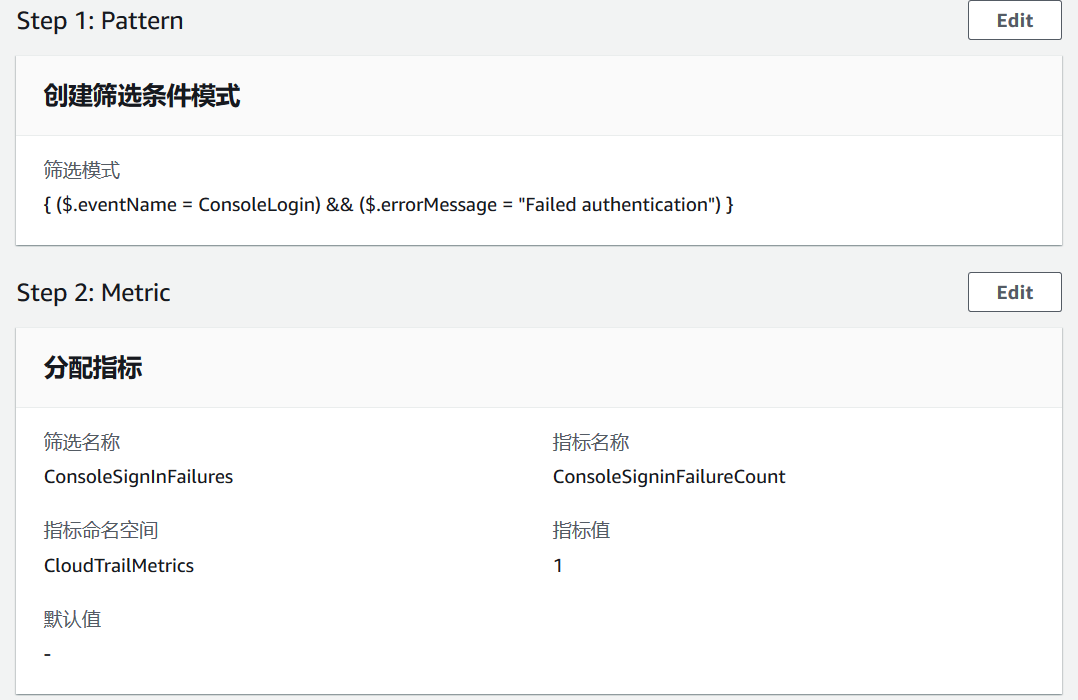 Step 1: Pattern
Edit
创建筛选条件模式
筛选模式
{ ($.eventName = ConsoleLogin) && ($.errorMessage = "Failed authentication") }
Step 2: Metric
Edit
分配指标
筛选名称
ConsoleSignInFailures
指标名称
ConsoleSigninFailureCount
指标命名空间
CloudTrailMetrics
指标值
1
默认值
-